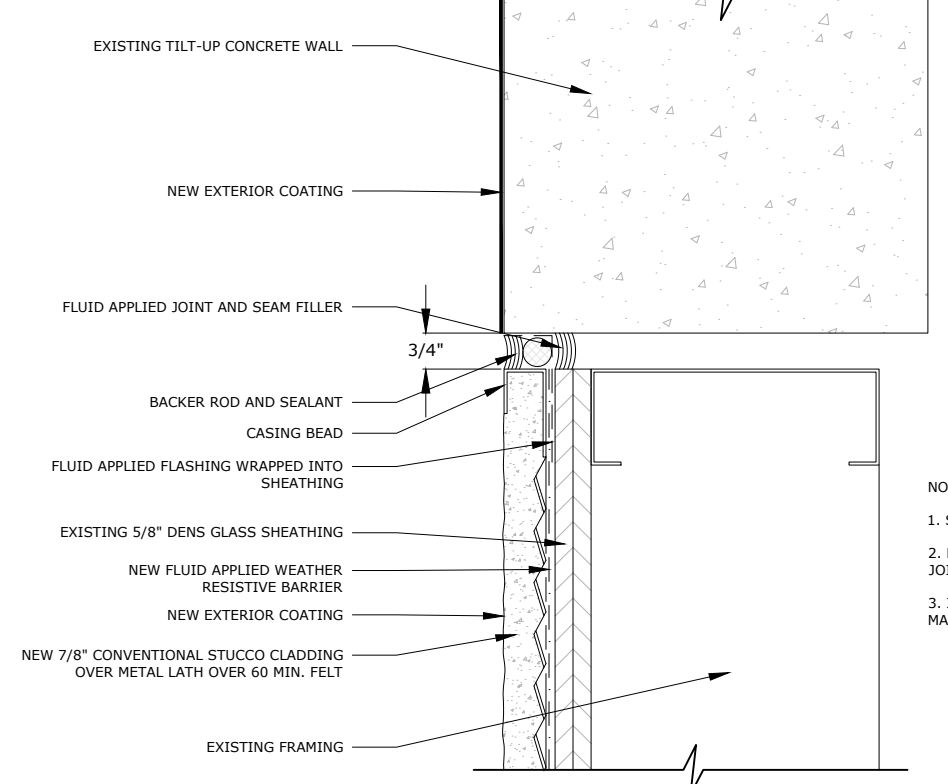 EXISTING TILT-UP CONCRETE WALL
NEW EXTERIOR COATING
FLUID APPLIED JOINT AND SEAM FILLER
3/4"
BACKER ROD AND SEALANT
CASING BEAD
FLUID APPLIED FLASHING WRAPPED INTO
SHEATHING
EXISTING 5/8" DENS GLASS SHEATHING
NEW FLUID APPLIED WEATHER
RESISTIVE BARRIER
NEW EXTERIOR COATING
NEW 7/8" CONVENTIONAL STUCCO CLADDING
OVER METAL LATH OVER 60 MIN. FELT
EXISTING FRAMING
NO
1. S
2.
JOI
3.
MA